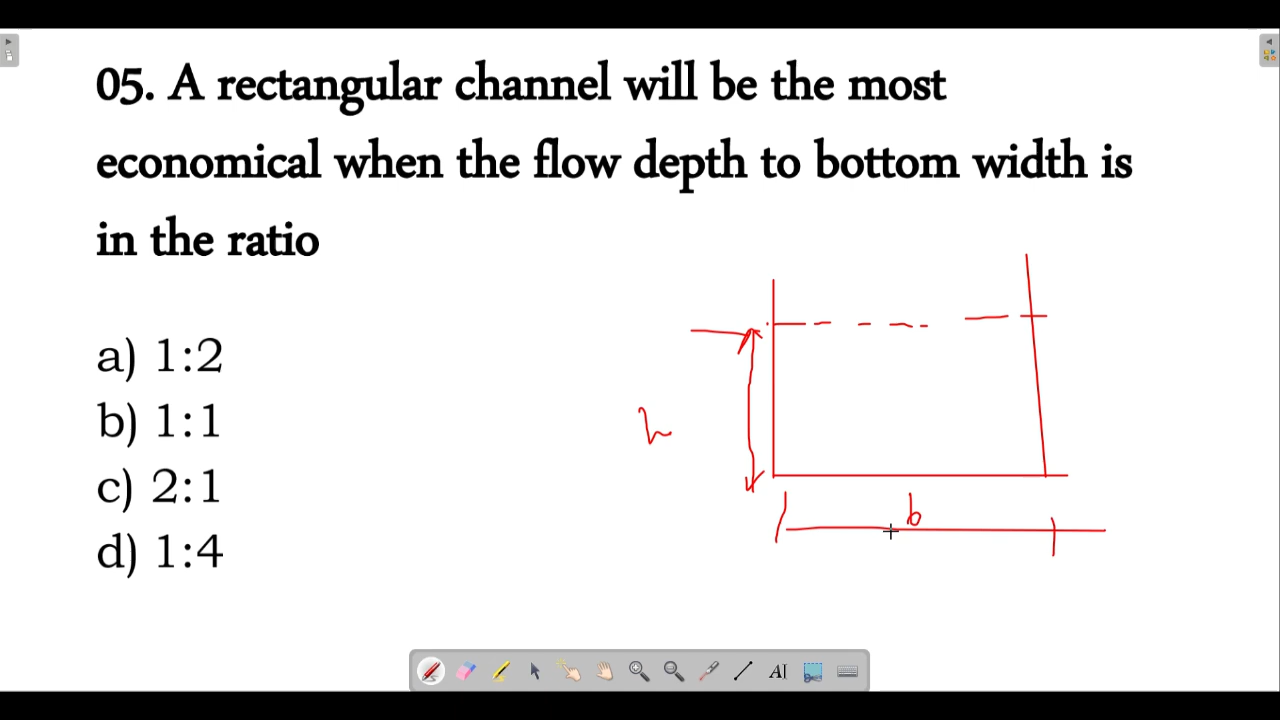 05. A rectangular channel will be the most
economical when the flow depth to bottom width is
in the ratio
a) 1:2
b) 1:1
c) 2:1
d) 1:4
h
b
AI